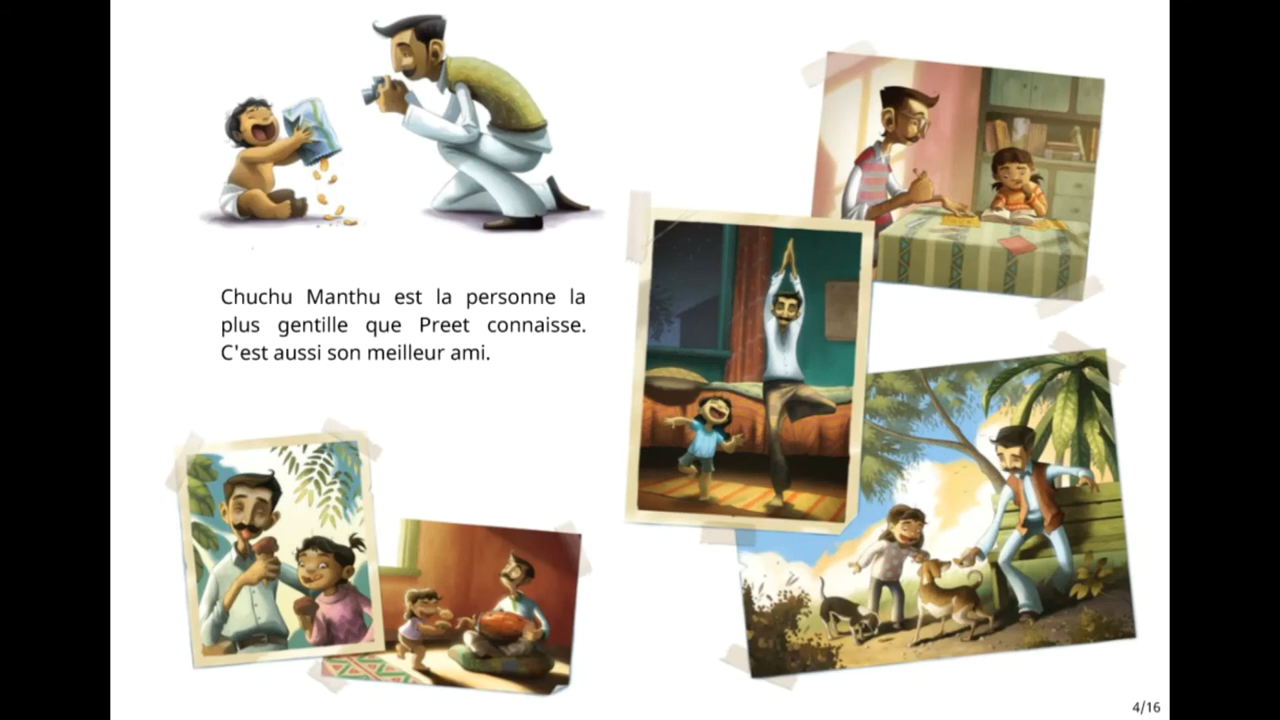 Chuchu Manthu est la personne la
plus gentille que Preet connaisse.
C'est aussi son meilleur ami.
4/16